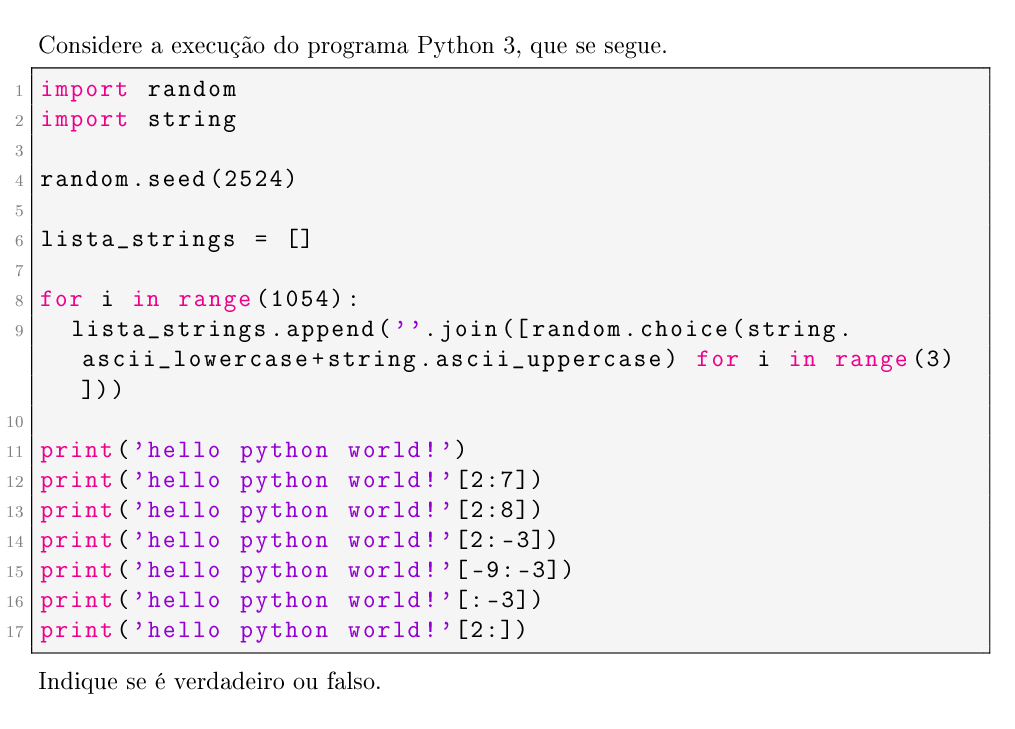 Considere a execução do programa Python 3, que se segue.
1 import random
2 import string
3
4 random.seed(2524)
5
6 lista_strings = []
7
8 for i in range(1054):
9   lista_strings.append(''.join([random.choice(string.
ascii_lowercase+string.ascii_uppercase) for i in range(3)
]))
10
11 print('hello python world!')
12 print('hello python world!'[2:7])
13 print('hello python world!'[2:8])
14 print('hello python world!'[2:-3])
15 print('hello python world!'[-9:-3])
16 print('hello python world!'[:-3])
17 print('hello python world!'[2:])
Indique se é verdadeiro ou falso.